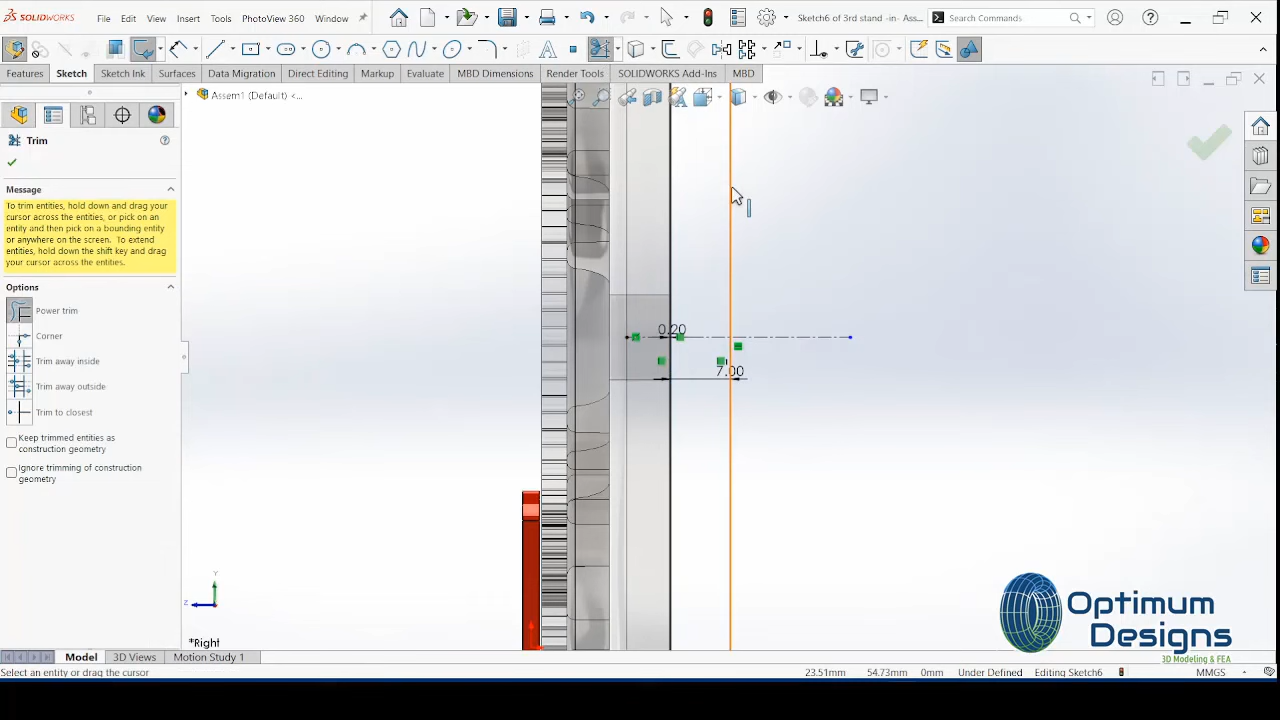 SOLIDWORKS File Edit View Insert Tools PhotoView 360 Window Sketch6 of 3rd stand -in- Ass... Search Commands
Features Sketch Sketch Ink Surfaces Data Migration Direct Editing Markup Evaluate MBD Dimensions Render Tools SOLIDWORKS Add-Ins MBD
Assem1 (Default) <...
Trim
Message
To trim entities, hold down and drag your
cursor across the entities, or pick on an
entity and then pick on a bounding entity
or anywhere on the screen. To extend
entities, hold down the shift key and drag
your cursor across the entities.
Options
Power trim
Corner
Trim away inside
Trim away outside
Trim to closest
Keep trimmed entities as
construction geometry
Ignore trimming of construction
geometry
0.20
7.00
Y
Z
*Right
Optimum
Designs
3D Modeling & FEA
Model 3D Views Motion Study 1
Select an entity or drag the cursor 23.51mm 54.73mm 0mm Under Defined Editing Sketch6 MMGS